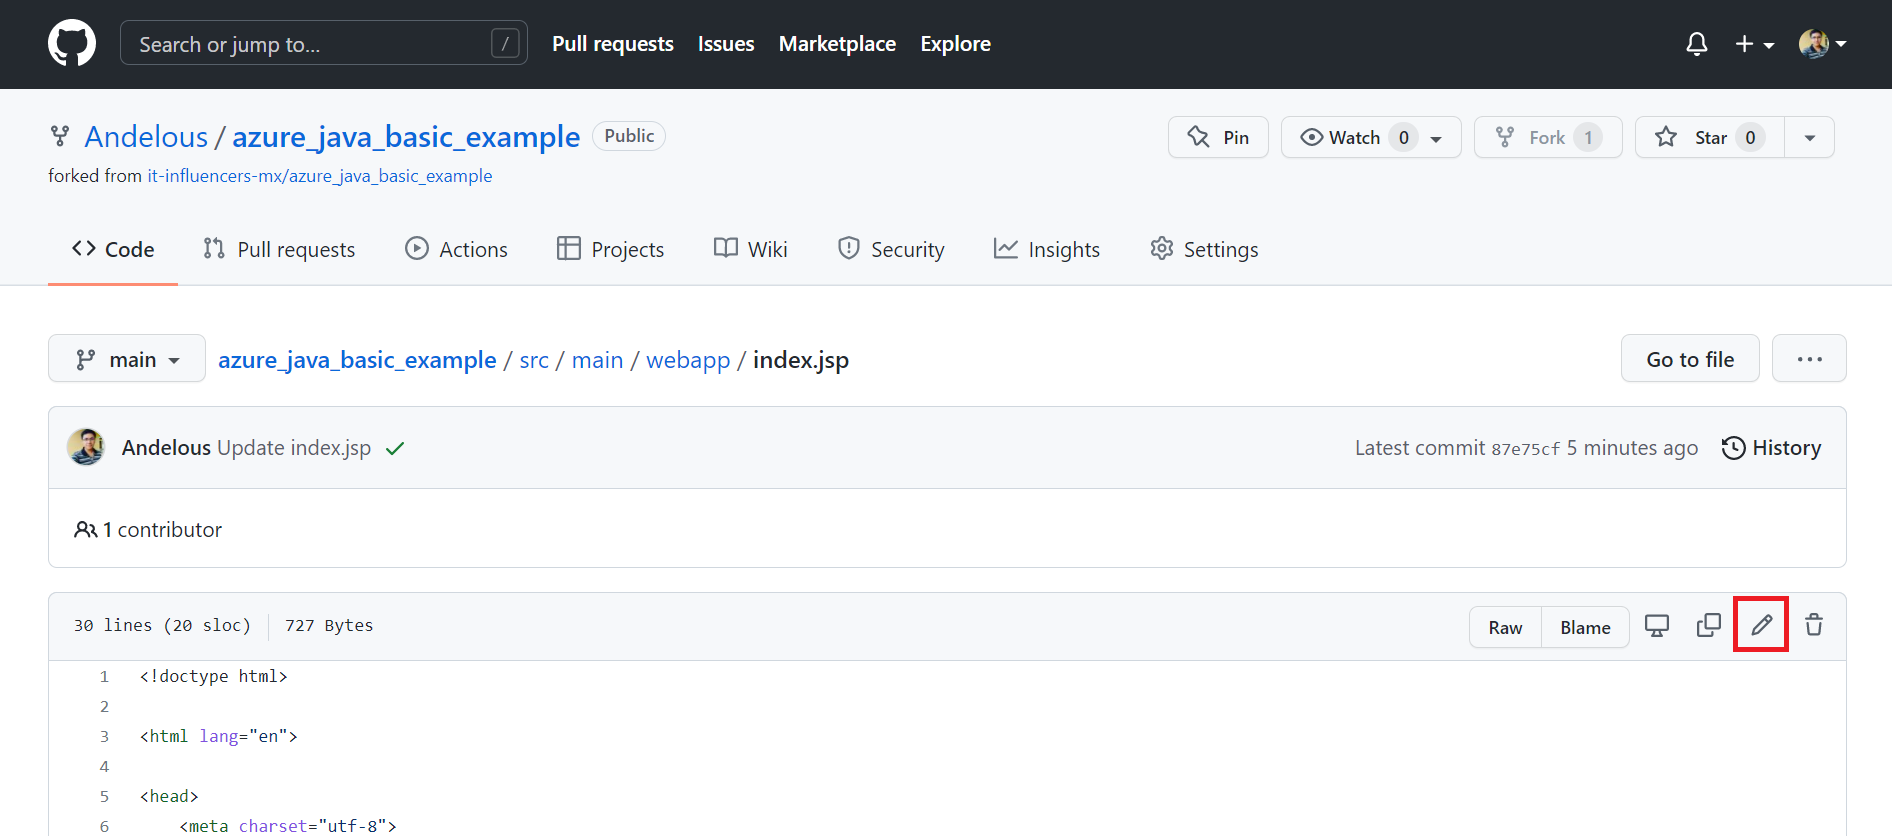 Search or jump to... / Pull requests Issues Marketplace Explore
Andelous / azure_java_basic_example Public Pin Watch 0 Fork 1 Star 0
forked from it-influencers-mx/azure_java_basic_example
Code Pull requests Actions Projects Wiki Security Insights Settings
main azure_java_basic_example / src / main / webapp / index.jsp Go to file ...
Andelous Update index.jsp Latest commit 87e75cf 5 minutes ago History
1 contributor
30 lines (20 sloc) 727 Bytes Raw Blame
1 <!doctype html>
2
3 <html lang="en">
4
5 <head>
6 <meta charset="utf-8">